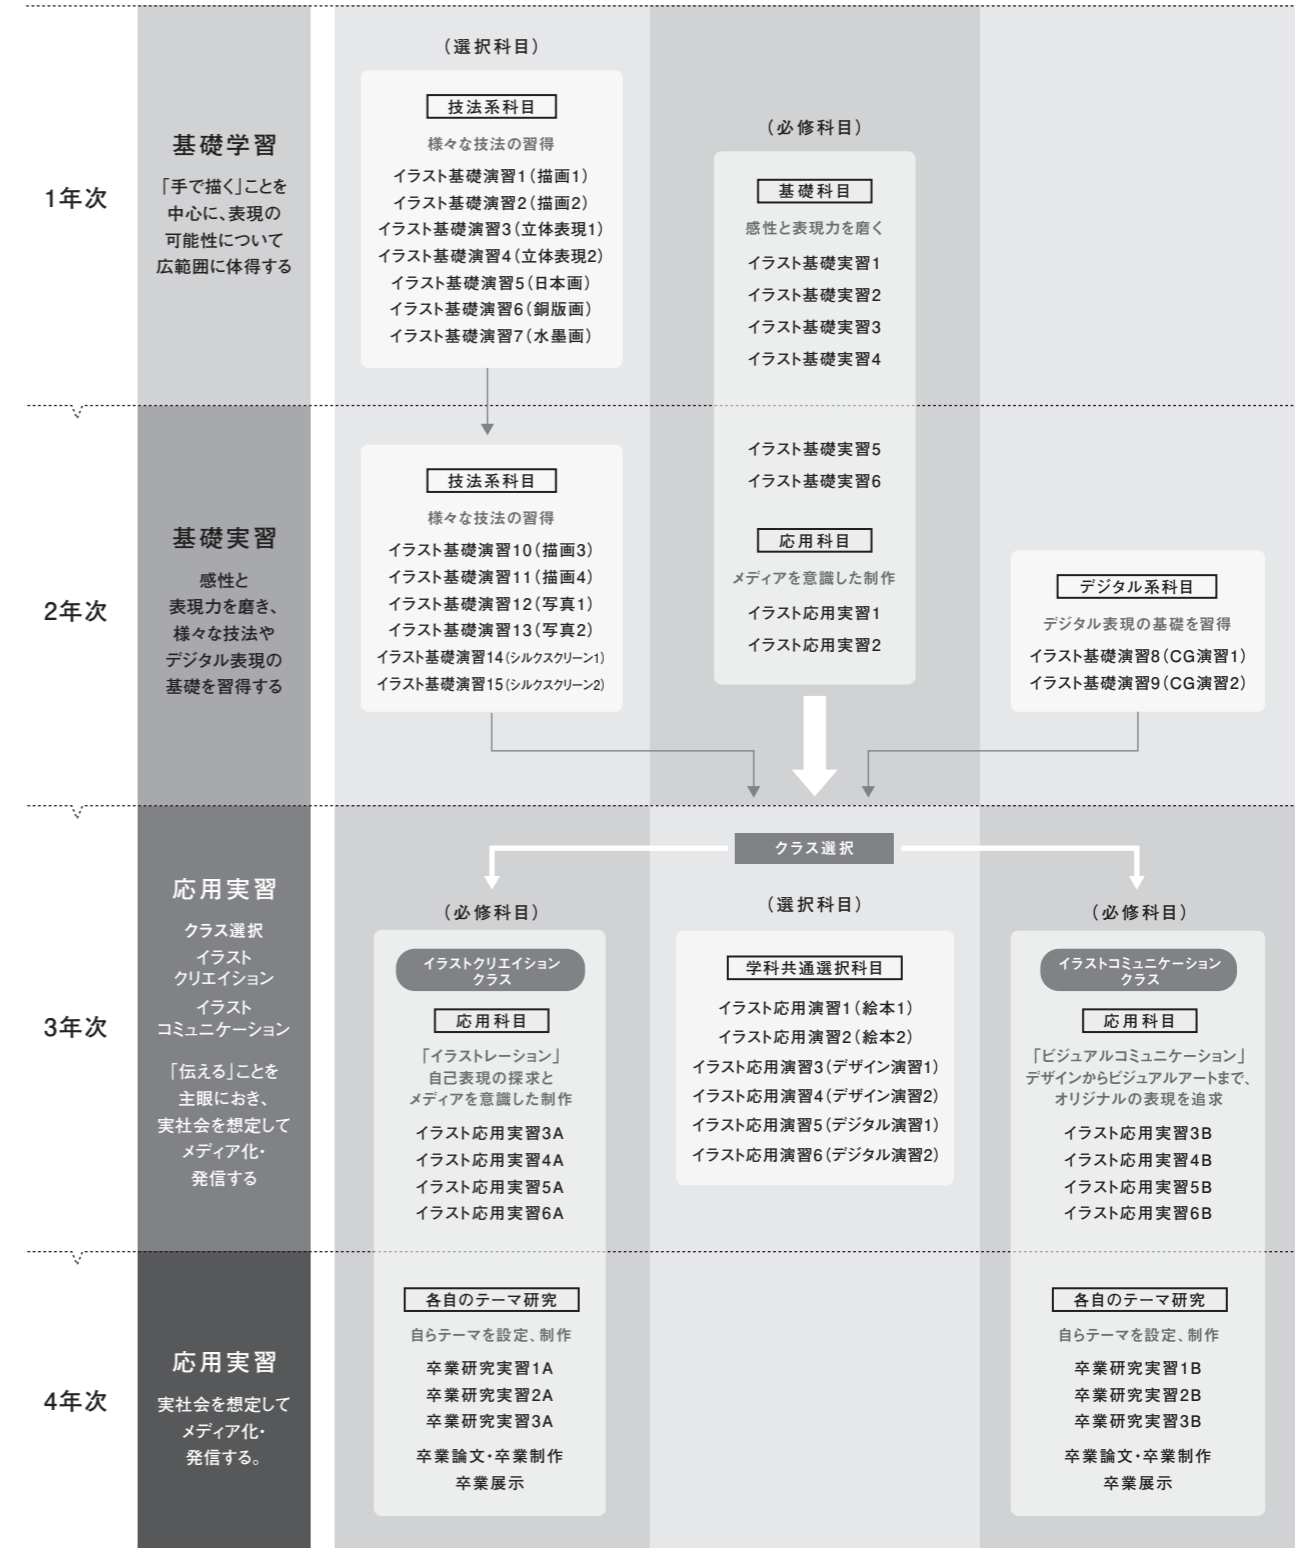 1年次
基礎学習
「手で描く」ことを
中心に、表現の
可能性について
広範囲に体得する
（選択科目）
技法系科目
様々な技法の習得
イラスト基礎演習1（描画1）
イラスト基礎演習2（描画2）
イラスト基礎演習3（立体表現1）
イラスト基礎演習4（立体表現2）
イラスト基礎演習5（日本画）
イラスト基礎演習6（銅版画）
イラスト基礎演習7（水墨画）
（必修科目）
基礎科目
感性と表現力を磨く
イラスト基礎実習1
イラスト基礎実習2
イラスト基礎実習3
イラスト基礎実習4
2年次
基礎実習
感性と
表現力を磨き、
様々な技法や
デジタル表現の
基礎を習得する
技法系科目
様々な技法の習得
イラスト基礎演習10（描画3）
イラスト基礎演習11（描画4）
イラスト基礎演習12（写真1）
イラスト基礎演習13（写真2）
イラスト基礎演習14（シルクスクリーン1）
イラスト基礎演習15（シルクスクリーン2）
イラスト基礎実習5
イラスト基礎実習6
応用科目
メディアを意識した制作
イラスト応用実習1
イラスト応用実習2
デジタル系科目
デジタル表現の基礎を習得
イラスト基礎演習8（CG演習1）
イラスト基礎演習9（CG演習2）
3年次
応用実習
クラス選択
イラスト
クリエイション
イラスト
コミュニケーション
「伝える」ことを
主眼におき、
実社会を想定して
メディア化・
発信する
クラス選択
（必修科目）
イラストクリエイション
クラス
応用科目
「イラストレーション」
自己表現の探求と
メディアを意識した制作
イラスト応用実習3A
イラスト応用実習4A
イラスト応用実習5A
イラスト応用実習6A
（選択科目）
学科共通選択科目
イラスト応用演習1（絵本1）
イラスト応用演習2（絵本2）
イラスト応用演習3（デザイン演習1）
イラスト応用演習4（デザイン演習2）
イラスト応用演習5（デジタル演習1）
イラスト応用演習6（デジタル演習2）
（必修科目）
イラストコミュニケーション
クラス
応用科目
「ビジュアルコミュニケーション」
デザインからビジュアルアートまで、
オリジナルの表現を追求
イラスト応用実習3B
イラスト応用実習4B
イラスト応用実習5B
イラスト応用実習6B
4年次
応用実習
実社会を想定して
メディア化・
発信する。
各自のテーマ研究
自らテーマを設定、制作
卒業研究実習1A
卒業研究実習2A
卒業研究実習3A
卒業論文・卒業制作
卒業展示
各自のテーマ研究
自らテーマを設定、制作
卒業研究実習1B
卒業研究実習2B
卒業研究実習3B
卒業論文・卒業制作
卒業展示